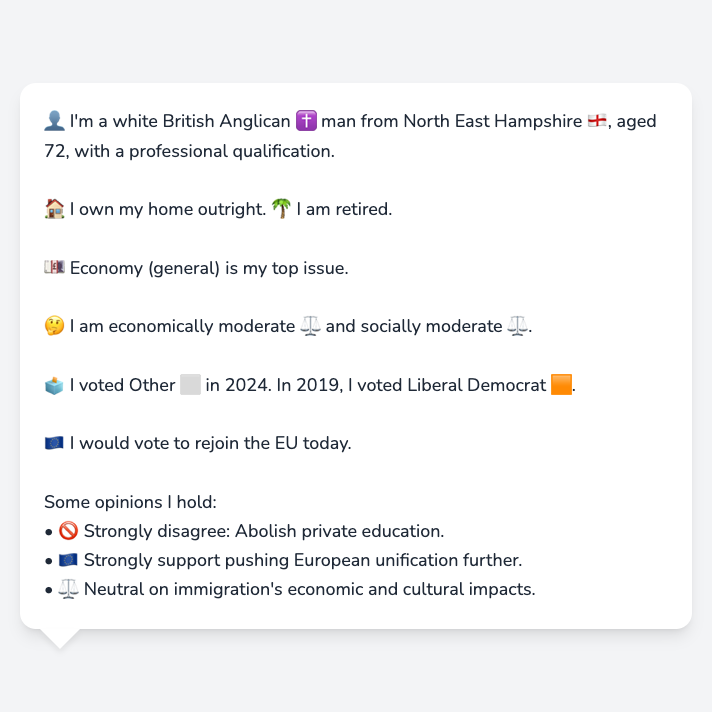 👤 I'm a white British Anglican ✝️ man from North East Hampshire 🏴󠁧󠁢󠁥󠁮󠁧󠁿, aged
72, with a professional qualification.
🏠 I own my home outright. 🌴 I am retired.
💷 Economy (general) is my top issue.
🤔 I am economically moderate ⚖️ and socially moderate ⚖️.
🗳️ I voted Other ⬜ in 2024. In 2019, I voted Liberal Democrat 🟧.
🇪🇺 I would vote to rejoin the EU today.
Some opinions I hold:
• 🚫 Strongly disagree: Abolish private education.
• 🇪🇺 Strongly support pushing European unification further.
• ⚖️ Neutral on immigration's economic and cultural impacts.